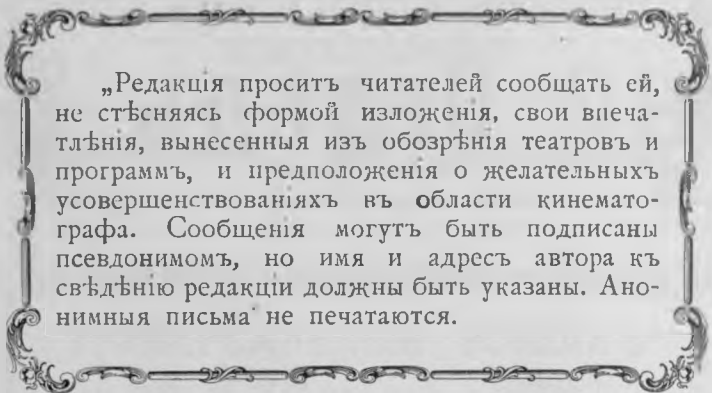 „Редакція проситъ читателей сообщать ей,
не стѣсняясь формой изложенія, свои впеча-
тлѣнія, вынесенныя изъ обозрѣнія театровъ и
программъ, и предположенія о желательныхъ
усовершенствованіяхъ въ области кинемато-
графа. Сообщенія могутъ быть подписаны
псевдонимомъ, но имя и адресъ автора къ
свѣдѣнію редакціи должны быть указаны. Ано-
нимныя письма не печатаются.